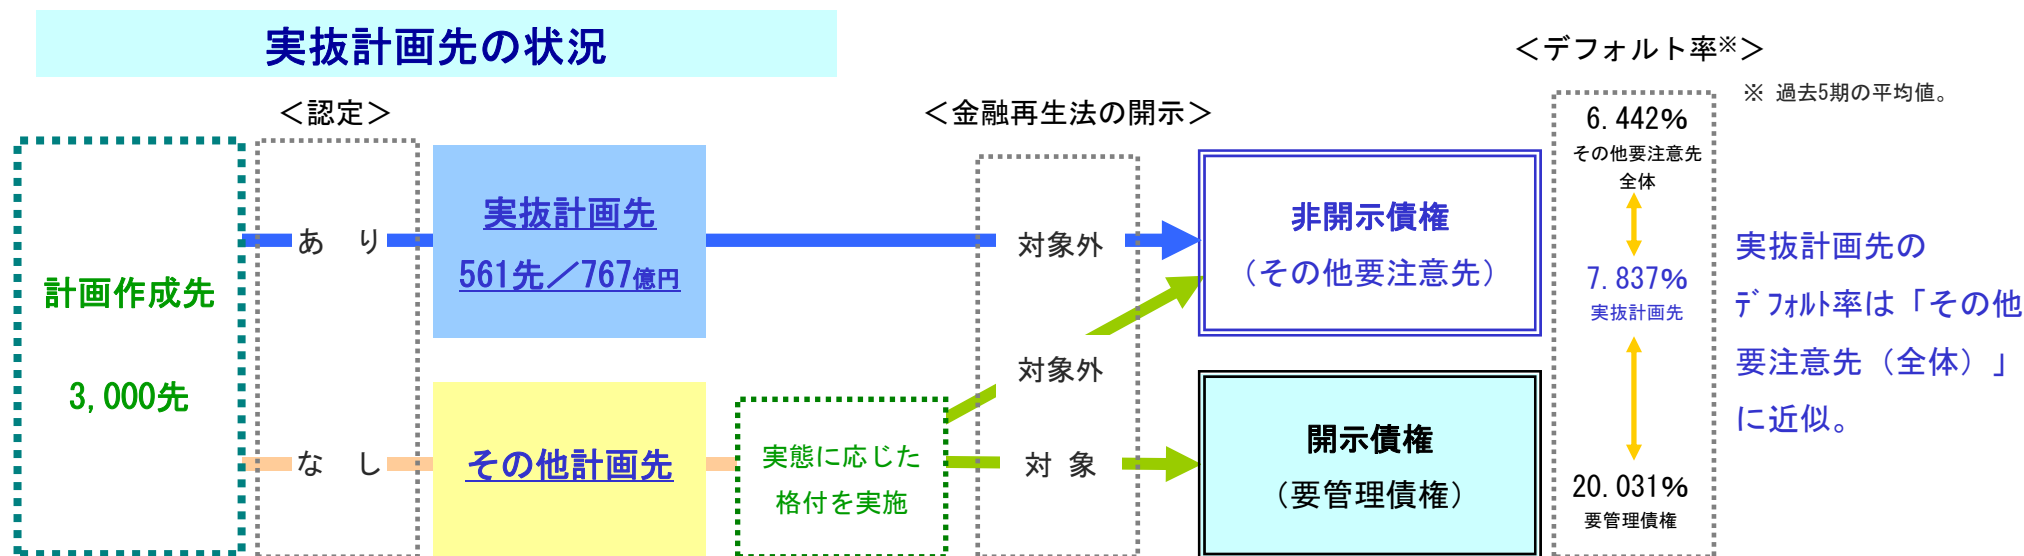 実抜計画先の状況
＜デフォルト率※＞
※ 過去5期の平均値。
＜認定＞
＜金融再生法の開示＞
計画作成先
3,000先
あ り
な し
実抜計画先
561先／767億円
その他計画先
実態に応じた
格付を実施
対象外
対象外
対 象
非開示債権
（その他要注意先）
開示債権
（要管理債権）
6.442%
その他要注意先
全体
7.837%
実抜計画先
20.031%
要管理債権
実抜計画先の
ﾃﾞﾌｫﾙﾄ率は「その他
要注意先（全体）」
に近似。